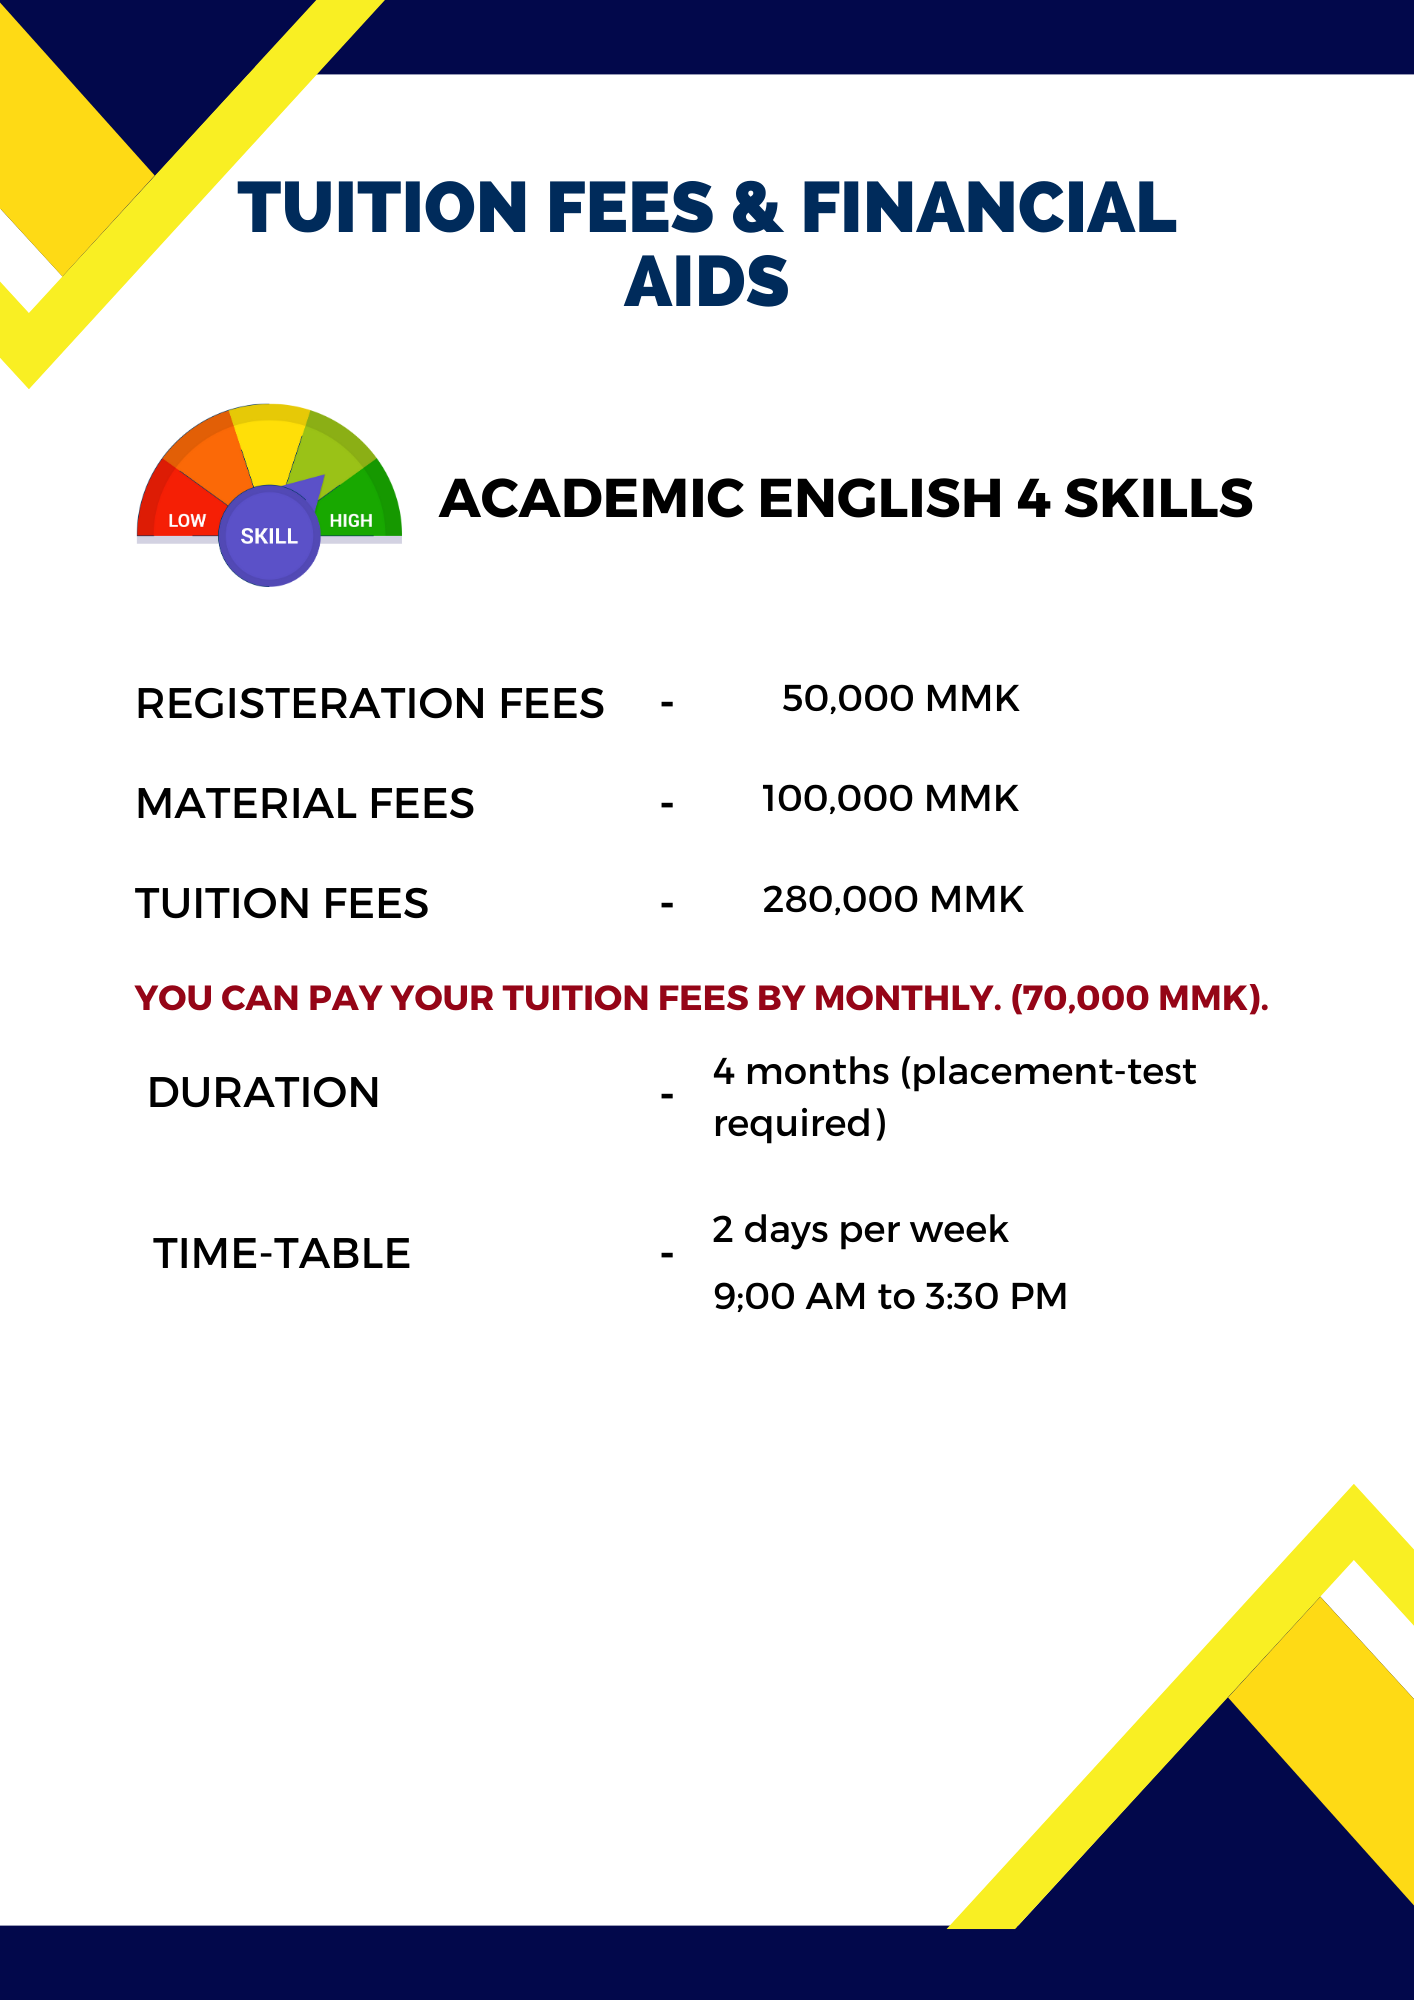 TUITION FEES & FINANCIAL
AIDS
LOW
SKILL
HIGH
ACADEMIC ENGLISH 4 SKILLS
REGISTERATION FEES - 50,000 MMK
MATERIAL FEES - 100,000 MMK
TUITION FEES - 280,000 MMK
YOU CAN PAY YOUR TUITION FEES BY MONTHLY. (70,000 MMK).
DURATION - 4 months (placement-test
required)
TIME-TABLE - 2 days per week
9;00 AM to 3:30 PM